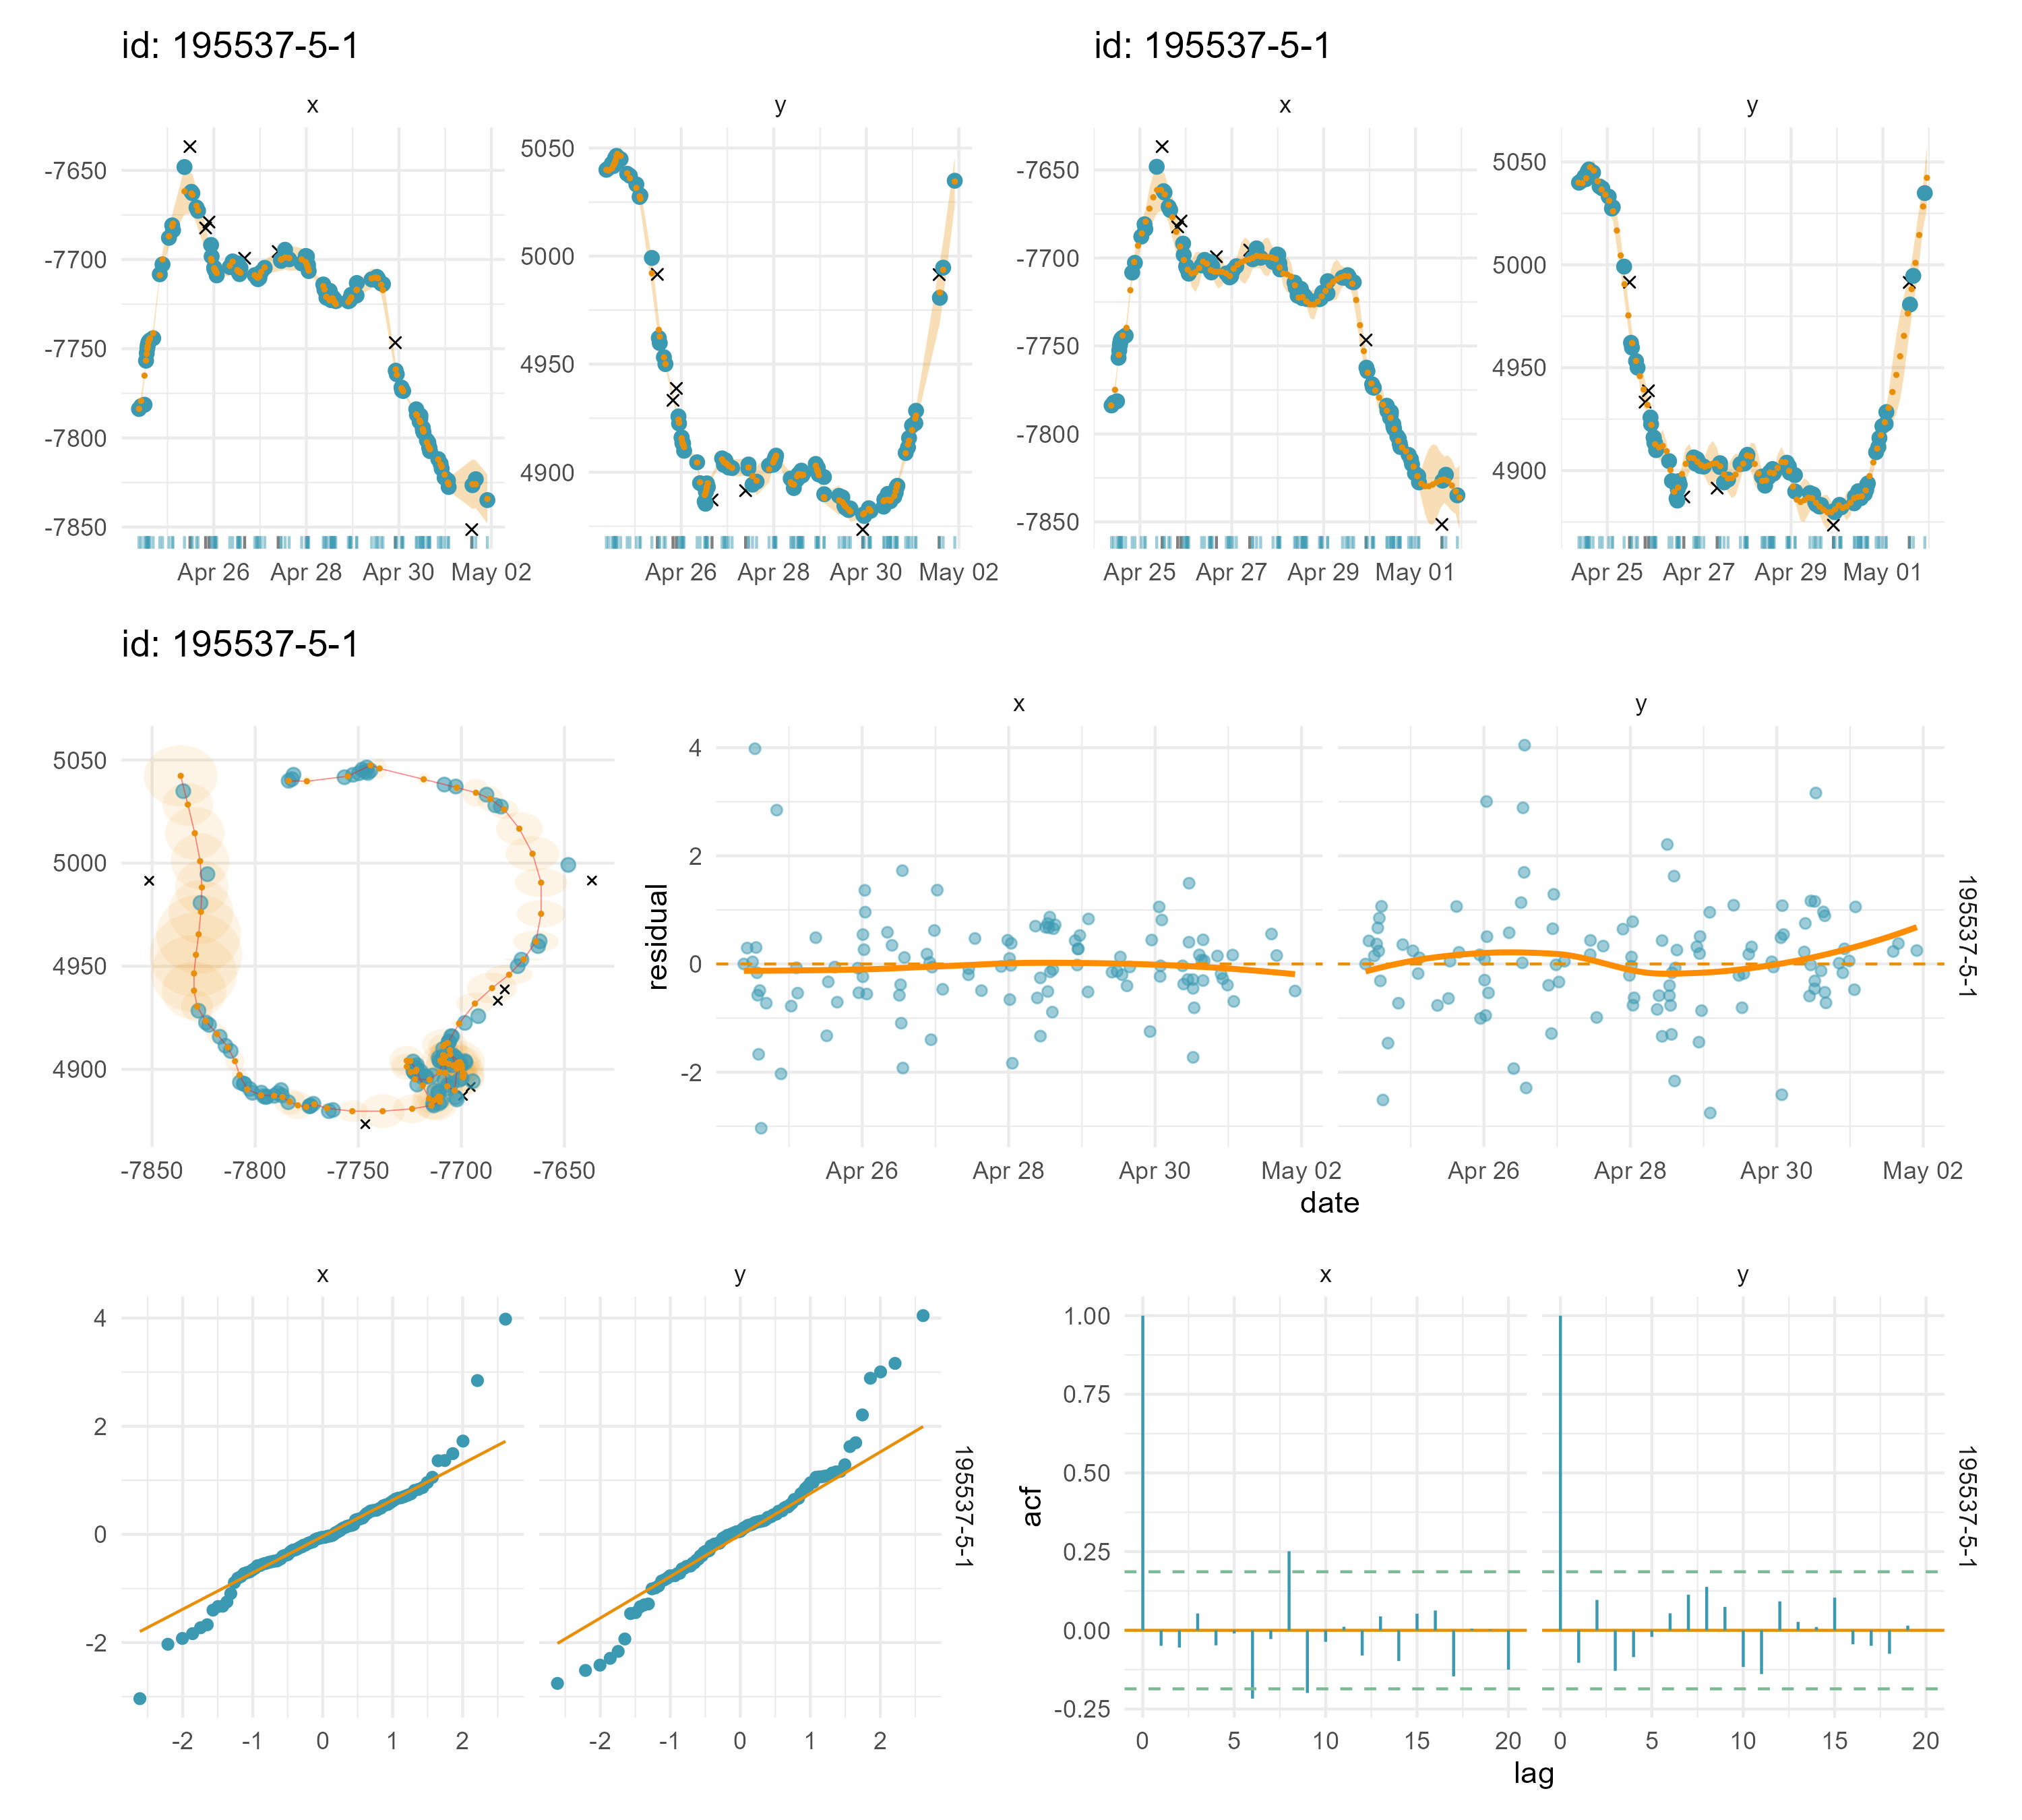 id: 195537-5-1
id: 195537-5-1
x
y
x
y
-7650
-7700
-7750
-7800
-7850
5050
5000
4950
4900
-7650
-7700
-7750
-7800
-7850
5050
5000
4950
4900
Apr 26 Apr 28 Apr 30 May 02
Apr 26 Apr 28 Apr 30 May 02
Apr 25 Apr 27 Apr 29 May 01
Apr 25 Apr 27 Apr 29 May 01
id: 195537-5-1
5050
5000
4950
4900
-7850 -7800 -7750 -7700 -7650
x
y
residual
4
2
0
-2
195537-5-1
Apr 26 Apr 28 Apr 30 May 02
Apr 26 Apr 28 Apr 30 May 02
date
x
y
4
2
0
-2
195537-5-1
-2 -1 0 1 2
-2 -1 0 1 2
x
y
acf
1.00
0.75
0.50
0.25
0.00
-0.25
195537-5-1
0 5 10 15 20
0 5 10 15 20
lag